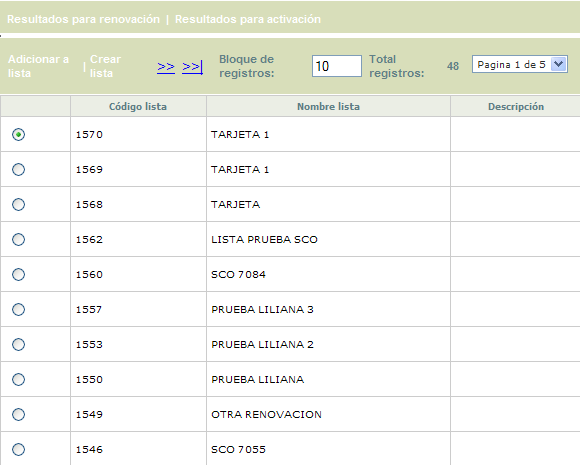 Resultados para renovación | Resultados para activación
Adicionar a lista | Crear lista >> >>| Bloque de registros: 10 Total registros: 48 Pagina 1 de 5
Código lista Nombre lista Descripción
1570 TARJETA 1
1569 TARJETA 1
1568 TARJETA
1562 LISTA PRUEBA SCO
1560 SCO 7084
1557 PRUEBA LILIANA 3
1553 PRUEBA LILIANA 2
1550 PRUEBA LILIANA
1549 OTRA RENOVACION
1546 SCO 7055